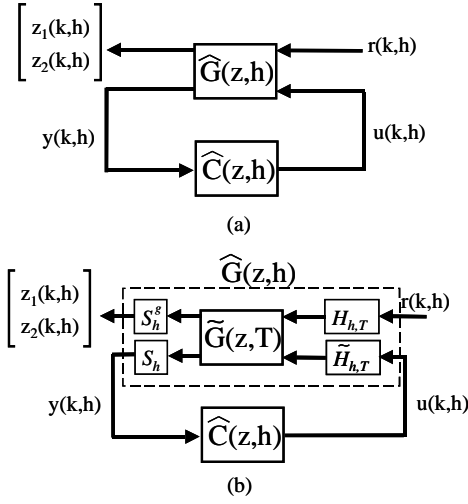 z₁(k,h)
z₂(k,h)
r(k,h)
Ĝ(z,h)
y(k,h)
u(k,h)
Ĉ(z,h)
(a)
Ĝ(z,h)
z₁(k,h)
z₂(k,h)
r(k,h)
S_h^g
G̃(z,T)
H_{h,T}
S_h
H̃_{h,T}
y(k,h)
u(k,h)
Ĉ(z,h)
(b)